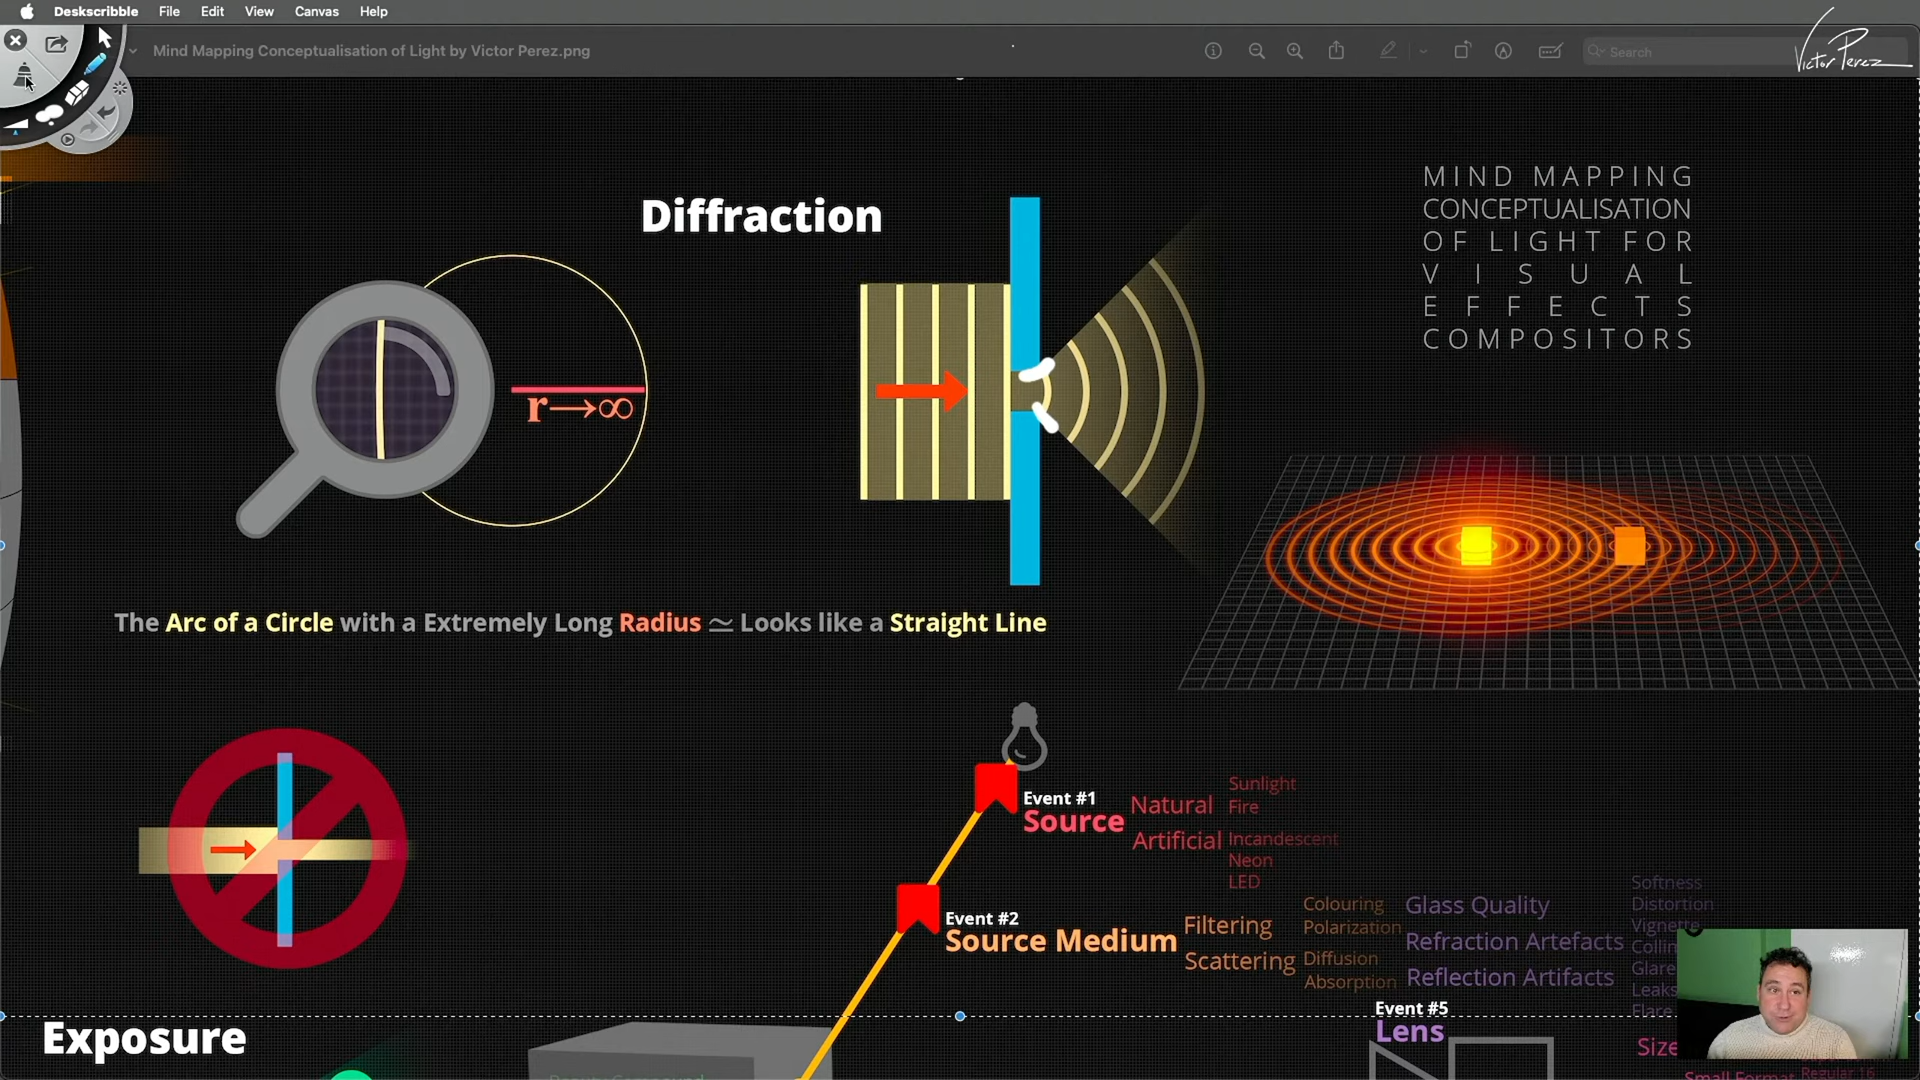 Deskscribble File Edit View Canvas Help
Mind Mapping Conceptualisation of Light by Victor Perez.png
Search
Victor Perez
Diffraction
MIND MAPPING
CONCEPTUALISATION
OF LIGHT FOR
VISUAL
EFFECTS
COMPOSITORS
r→∞
The Arc of a Circle with a Extremely Long Radius ≃ Looks like a Straight Line
Event #1
Source
Natural
Sunlight
Fire
Artificial
Incandescent
Neon
LED
Event #2
Source Medium
Filtering
Colouring
Polarization
Scattering
Diffusion
Absorption
Glass Quality
Refraction Artefacts
Reflection Artifacts
Softness
Distortion
Vignette
Glare
Leaks
Flare
Event #5
Lens
Size
Small Format
Regular 16
Exposure